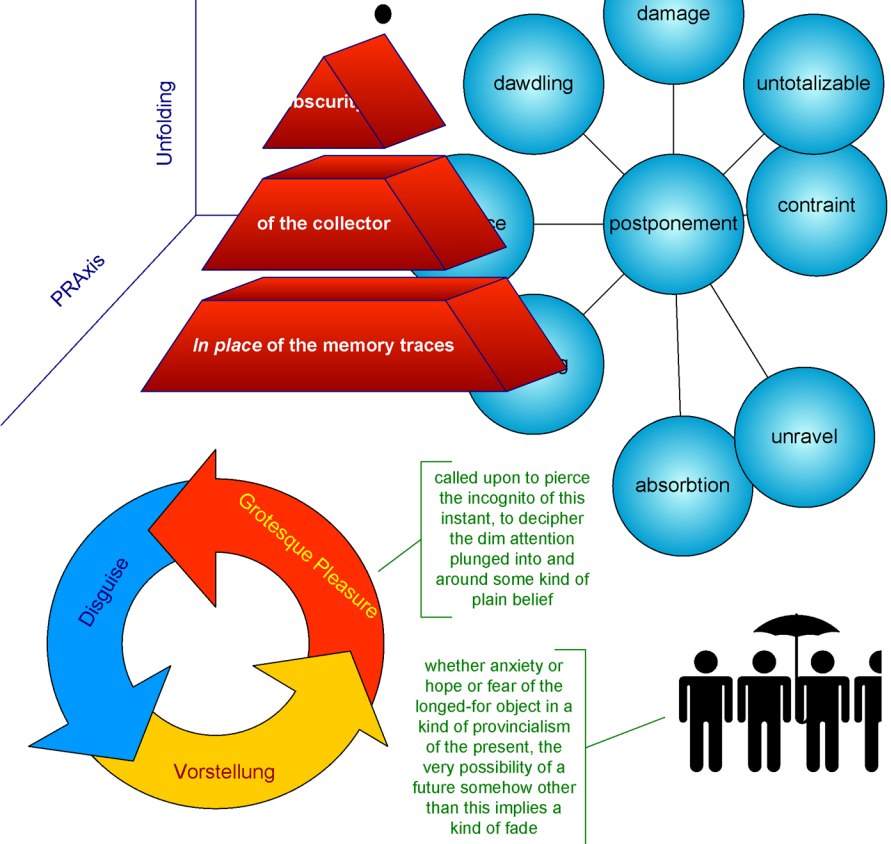 damage
dawdling
untotalizable
Unfolding
contraint
of the collector
postponement
PRAxis
In place of the memory traces
unravel
absorbtion
Grotesque Pleasure
Disguise
Vorstellung
called upon to pierce
the incognito of this
instant, to decipher
the dim attention
plunged into and
around some kind of
plain belief
whether anxiety or
hope or fear of the
longed-for object in a
kind of provincialism
of the present, the
very possibility of a
future somehow other
than this implies a
kind of fade